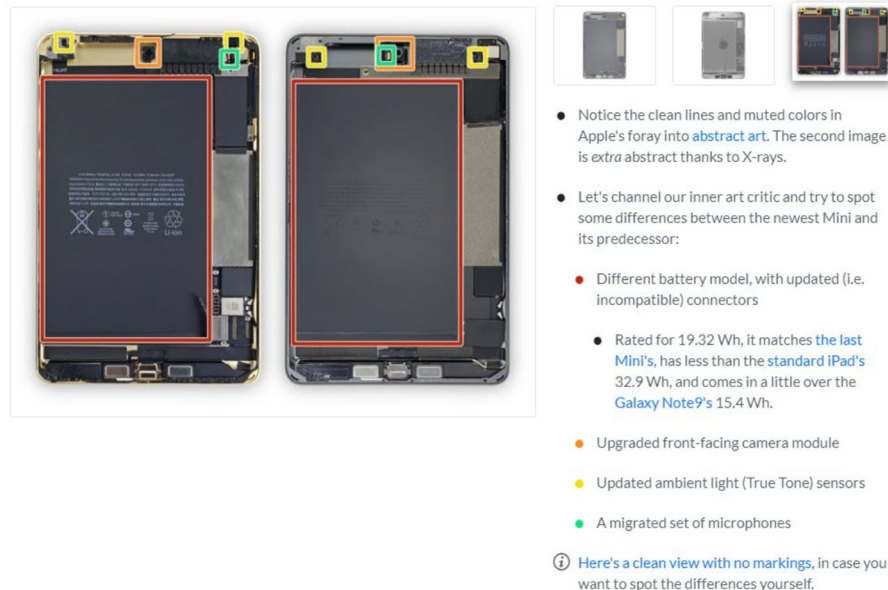 Li-ion
Notice the clean lines and muted colors in
Apple's foray into abstract art. The second image
is extra abstract thanks to X-rays.
Let's channel our inner art critic and try to spot
some differences between the newest Mini and
its predecessor:
Different battery model, with updated (i.e.
incompatible) connectors
Rated for 19.32 Wh, it matches the last
Mini's, has less than the standard iPad's
32.9 Wh, and comes in a little over the
Galaxy Note9's 15.4 Wh.
Upgraded front-facing camera module
Updated ambient light (True Tone) sensors
A migrated set of microphones
Here's a clean view with no markings, in case you
want to spot the differences yourself.